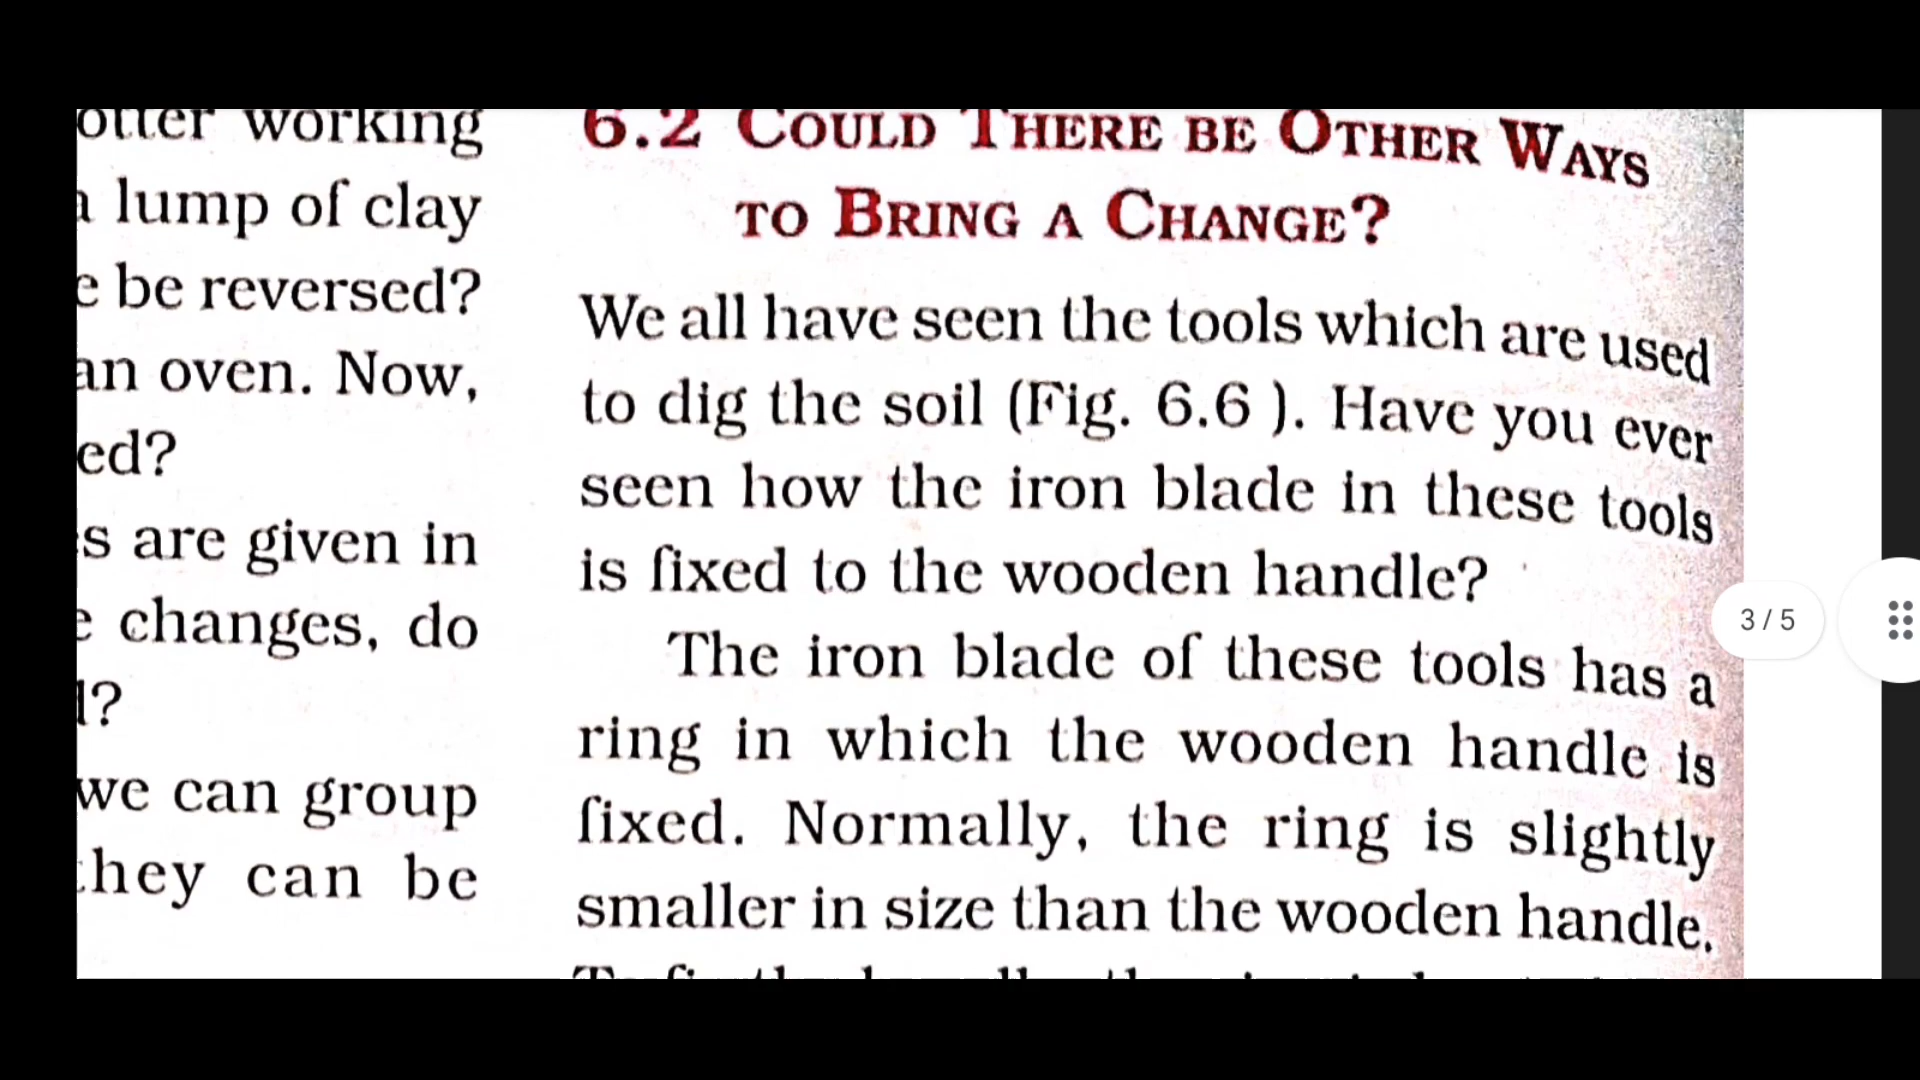 working
lump of clay
be reversed?
an oven. Now,
ed?
s are given in
changes, do
?
we can group
they can be
6.2 COULD THERE BE OTHER WAYS
TO BRING A CHANGE?
We all have seen the tools which are used
to dig the soil (Fig. 6.6 ). Have you ever
seen how the iron blade in these tools
is fixed to the wooden handle?
The iron blade of these tools has a
ring in which the wooden handle is
fixed. Normally, the ring is slightly
smaller in size than the wooden handle.
3 / 5